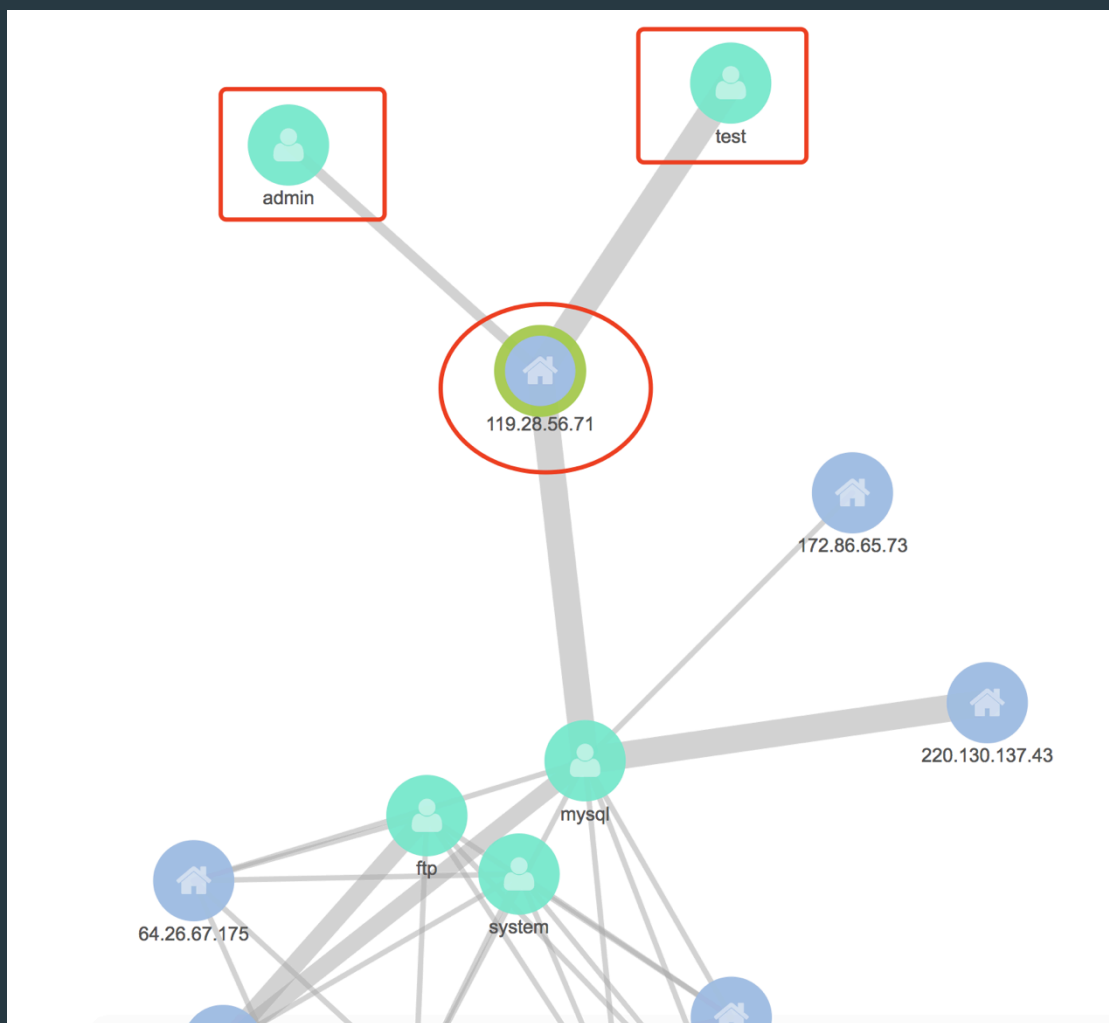 test
admin
119.28.56.71
172.86.65.73
220.130.137.43
mysql
ftp
system
64.26.67.175